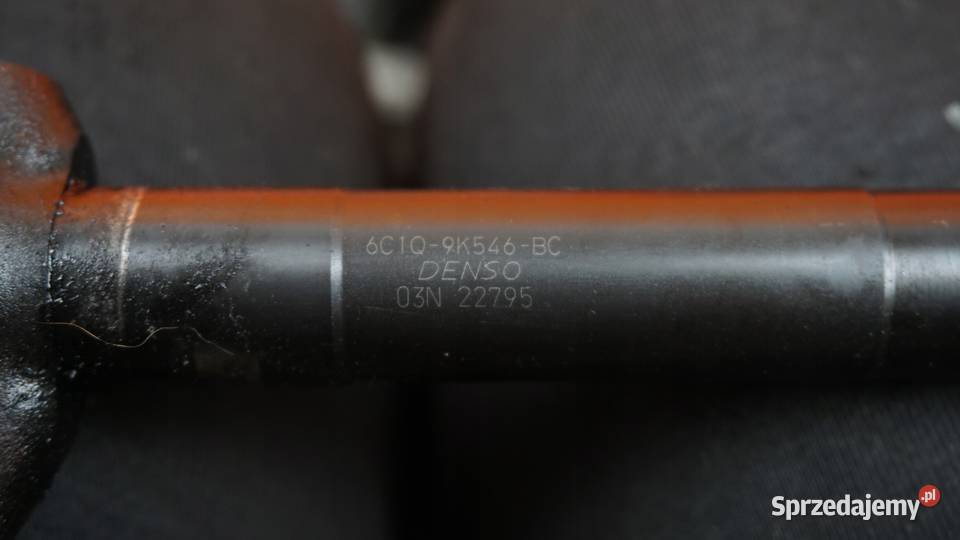 6C1Q-9K546-BC
DENSO
03N 22795
Sprzedajemy.pl